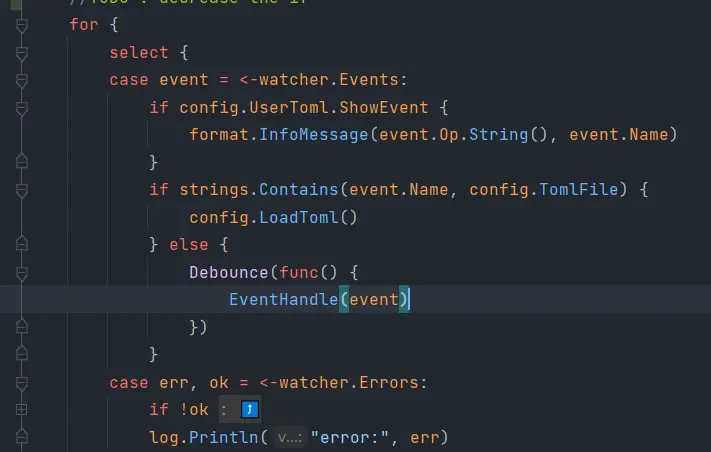 //TODO : decrease the if
for {
select {
case event = <-watcher.Events:
if config.UserToml.ShowEvent {
format.InfoMessage(event.Op.String(), event.Name)
}
if strings.Contains(event.Name, config.TomlFile) {
config.LoadToml()
} else {
Debounce(func() {
EventHandle(event)
})
}
case err, ok = <-watcher.Errors:
if !ok :
log.Println( v...: "error:", err)